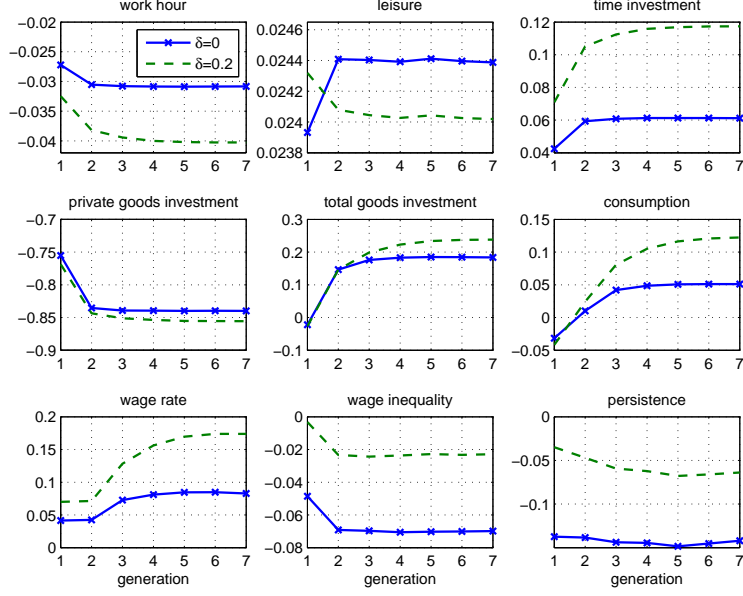 work hour
leisure
time investment
−0.02
−0.025
−0.03
−0.035
−0.04
1 2 3 4 5 6 7
δ=0
δ=0.2
0.0246
0.0244
0.0242
0.024
0.0238
1 2 3 4 5 6 7
0.12
0.1
0.08
0.06
0.04
1 2 3 4 5 6 7
private goods investment
total goods investment
consumption
−0.7
−0.75
−0.8
−0.85
−0.9
1 2 3 4 5 6 7
0.3
0.2
0.1
0
−0.1
1 2 3 4 5 6 7
0.15
0.1
0.05
0
−0.05
1 2 3 4 5 6 7
wage rate
wage inequality
persistence
0.2
0.15
0.1
0.05
0
1 2 3 4 5 6 7
generation
0
−0.02
−0.04
−0.06
−0.08
1 2 3 4 5 6 7
generation
0
−0.05
−0.1
1 2 3 4 5 6 7
generation